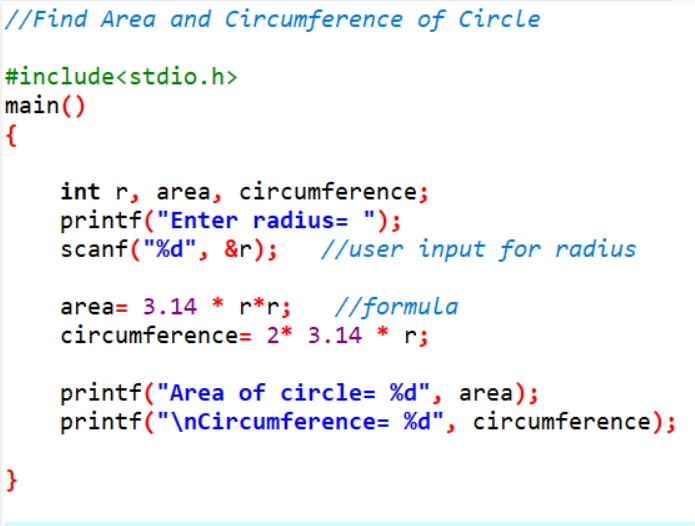 //Find Area and Circumference of Circle
#include<stdio.h>
main()
{
int r, area, circumference;
printf("Enter radius= ");
scanf("%d", &r);   //user input for radius
area= 3.14 * r*r;   //formula
circumference= 2* 3.14 * r;
printf("Area of circle= %d", area);
printf("\nCircumference= %d", circumference);
}